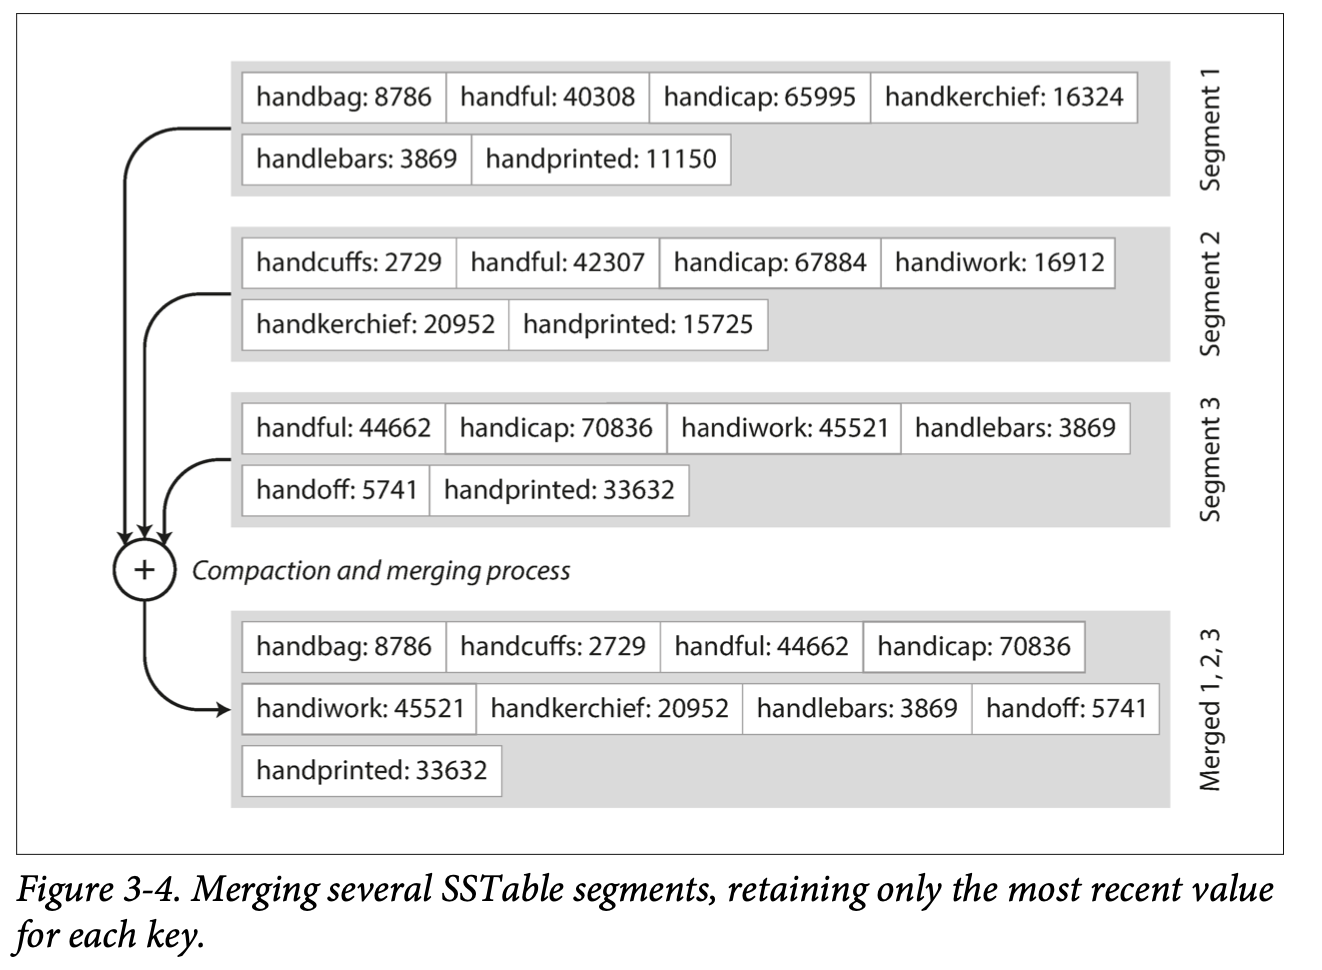 handbag: 8786 handful: 40308 handicap: 65995 handkerchief: 16324
handlebars: 3869 handprinted: 11150
Segment 1
handcuffs: 2729 handful: 42307 handicap: 67884 handiwork: 16912
handkerchief: 20952 handprinted: 15725
Segment 2
handful: 44662 handicap: 70836 handiwork: 45521 handlebars: 3869
handoff: 5741 handprinted: 33632
Segment 3
+ Compaction and merging process
handbag: 8786 handcuffs: 2729 handful: 44662 handicap: 70836
handiwork: 45521 handkerchief: 20952 handlebars: 3869 handoff: 5741
handprinted: 33632
Merged 1, 2, 3
Figure 3-4. Merging several SSTable segments, retaining only the most recent value
for each key.